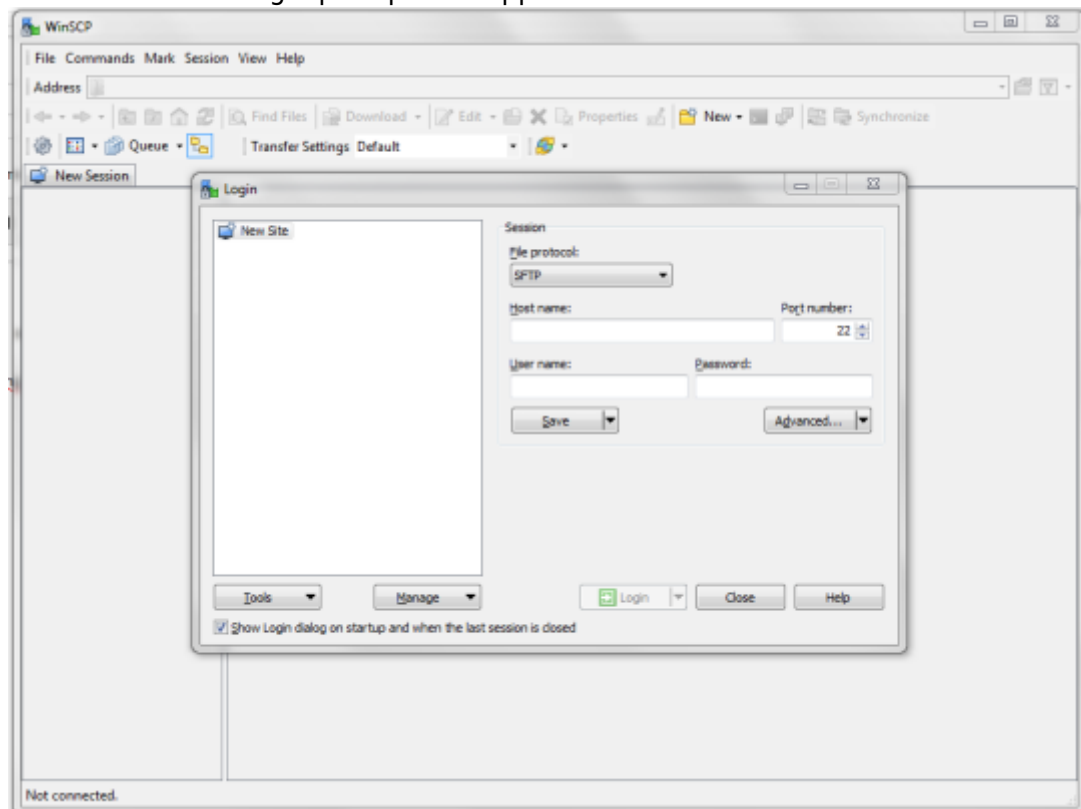 WinSCP
File Commands Mark Session View Help
Address
Find Files Download Edit Properties New Synchronize
Queue Transfer Settings Default
New Session
Login
New Site
Session
File protocol:
SFTP
Host name: Port number:
22
User name: Password:
Save Advanced...
Tools Manage Login Close Help
Show Login dialog on startup and when the last session is closed
Not connected.